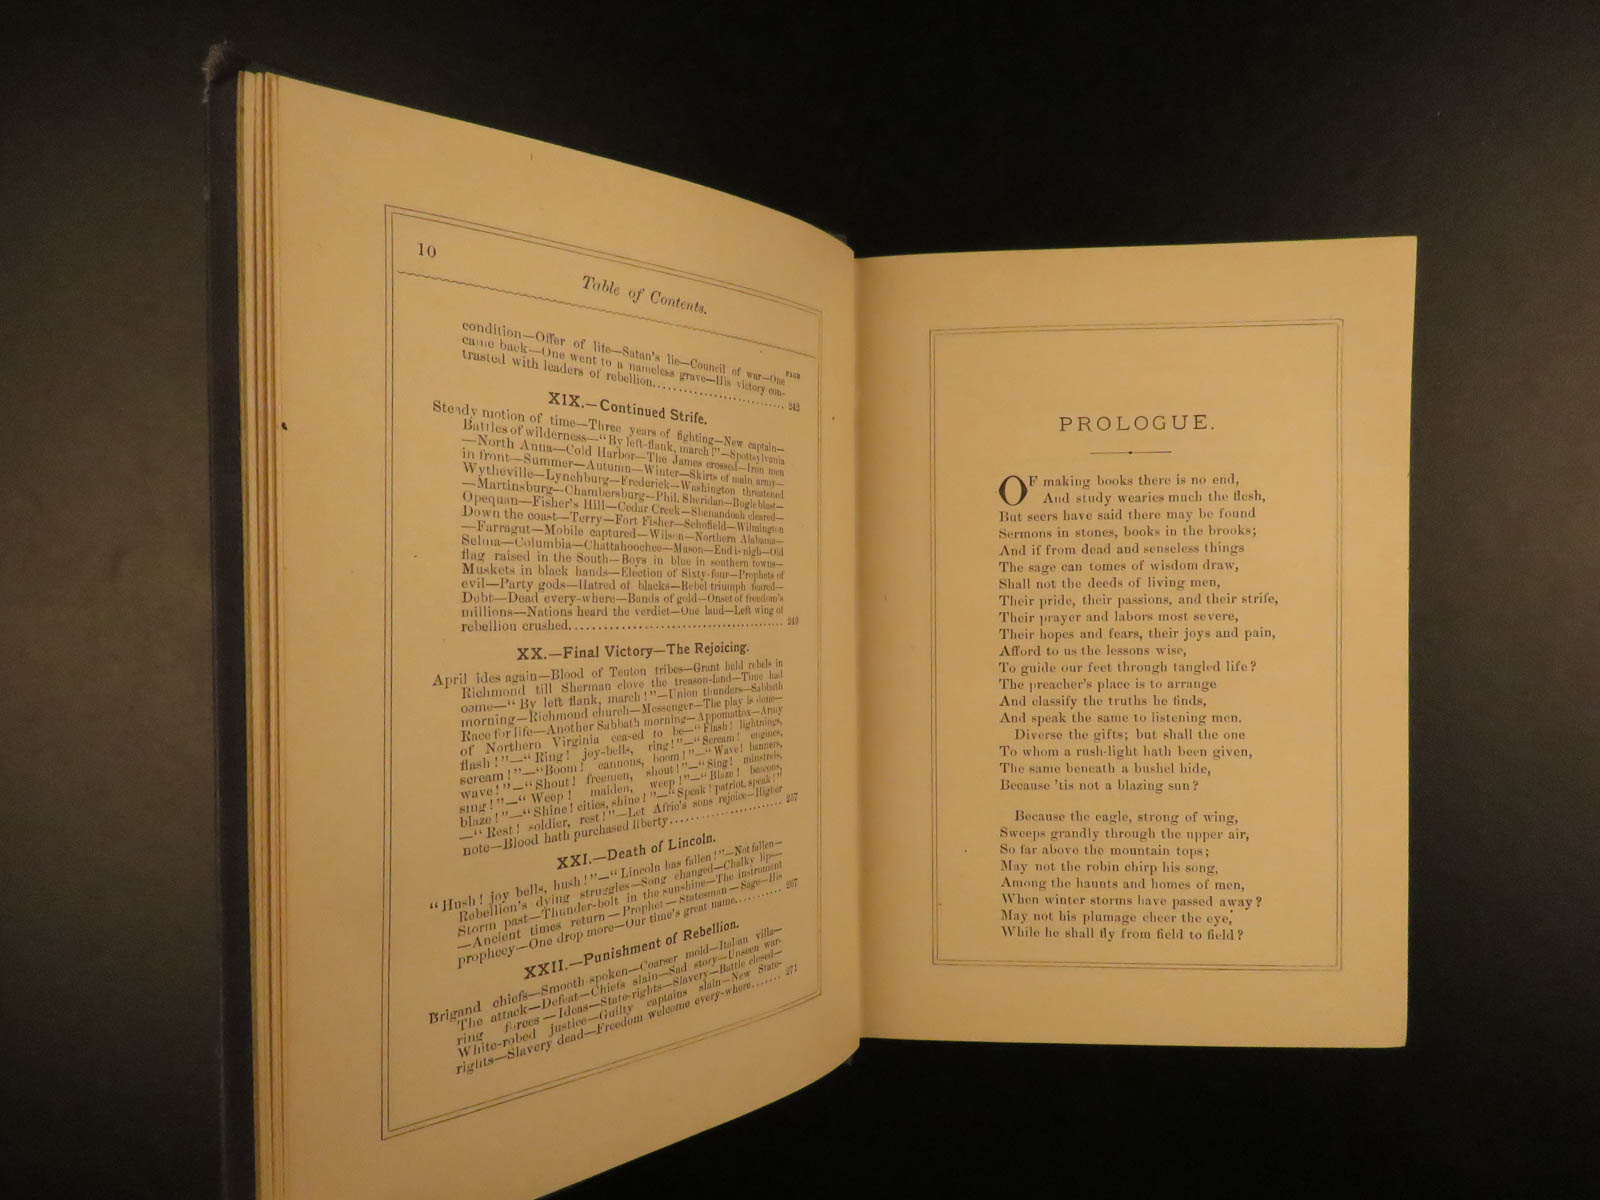 10
Table of Contents.
PAGE
condition—Offer of life—Satan's lie—Council of war—One
came back—One went to a nameless grave—His victory con-
trusted with leaders of rebellion. 242
XIX.—Continued Strife.
Steady motion of time—Three years of fighting—New captain—
Battles of wilderness—"By left-flank, march!"—Spottsylvania
—North Anna—Cold Harbor—The James crossed—Iron men
in front—Summer—Autumn—Winter—Skirts of main army—
Wytheville—Lynchburg—Frederick—Washington threatened
—Martinsburg—Chambersburg—Phil. Sheridan—Bugle blast—
Opequan—Fisher's Hill—Cedar Creek—Shenandoah cleared—
Down the coast—Terry—Fort Fisher—Schofield—Wilmington
—Farragut—Mobile captured—Wilson—Northern Alabama—
Selma—Columbia—Chattahoochee—Mason—End is nigh—Old
flag raised in the South—Boys in blue in southern towns—
Muskets in black hands—Election of Sixty-four—Prophets of
evil—Party gods—Hatred of blacks—Rebel triumph feared—
Debt—Dead every-where—Bands of gold—Onset of freedom's
millions—Nations heard the verdict—One land—Left wing of
rebellion crushed. 249
XX.—Final Victory—The Rejoicing.
April ides again—Blood of Teuton tribes—Grant held rebels in
Richmond till Sherman clove the treason-land—Time had
come—"By left flank, march!"—Union thunders—Sabbath
morning—Richmond church—Messenger—The play is done—
Race for life—Another Sabbath morning—Appomattox—Army
of Northern Virginia ceased to be—"Flash! lightnings,
flash!"—"Ring! joy-bells, ring!"—"Scream! engines,
scream!"—"Boom! cannons, boom!"—"Wave! banners,
wave!"—"Shout! freemen, shout!"—"Sing! minstrels,
sing!"—"Weep! maiden, weep!"—"Blaze! beacons,
blaze!"—"Shine! cities, shine!"—"Speak! patriot, speak!"
—"Rest! soldier, rest!"—Let Afric's sons rejoice—Higher
note—Blood hath purchased liberty. 257
XXI.—Death of Lincoln.
"Hush! joy bells, hush!"—"Lincoln has fallen!"—Not fallen—
Rebellion's dying struggles—Song changed—Chalky lips—
Storm past—Thunder-bolt in the sunshine—The instrument
—Ancient times return—Prophet—Statesman—Sage—His
prophecy—One drop more—Our time's great name. 267
XXII.—Punishment of Rebellion.
Brigand chiefs—Smooth spoken—Coarser mold—Italian villa—
The attack—Defeat—Chiefs slain—Sad story—Unseen war-
ring forces—Ideas—State-rights—Slavery—Battle closed—
White-robed justice—Guilty captains slain—New State-
rights—Slavery dead—Freedom welcome every-where. 271
PROLOGUE.
OF making books there is no end,
And study wearies much the flesh,
But seers have said there may be found
Sermons in stones, books in the brooks;
And if from dead and senseless things
The sage can tomes of wisdom draw,
Shall not the deeds of living men,
Their pride, their passions, and their strife,
Their prayer and labors most severe,
Their hopes and fears, their joys and pain,
Afford to us the lessons wise,
To guide our feet through tangled life?
The preacher's place is to arrange
And classify the truths he finds,
And speak the same to listening men.
Diverse the gifts; but shall the one
To whom a rush-light hath been given,
The same beneath a bushel hide,
Because 'tis not a blazing sun?
Because the eagle, strong of wing,
Sweeps grandly through the upper air,
So far above the mountain tops;
May not the robin chirp his song,
Among the haunts and homes of men,
When winter storms have passed away?
May not his plumage cheer the eye,
While he shall fly from field to field?